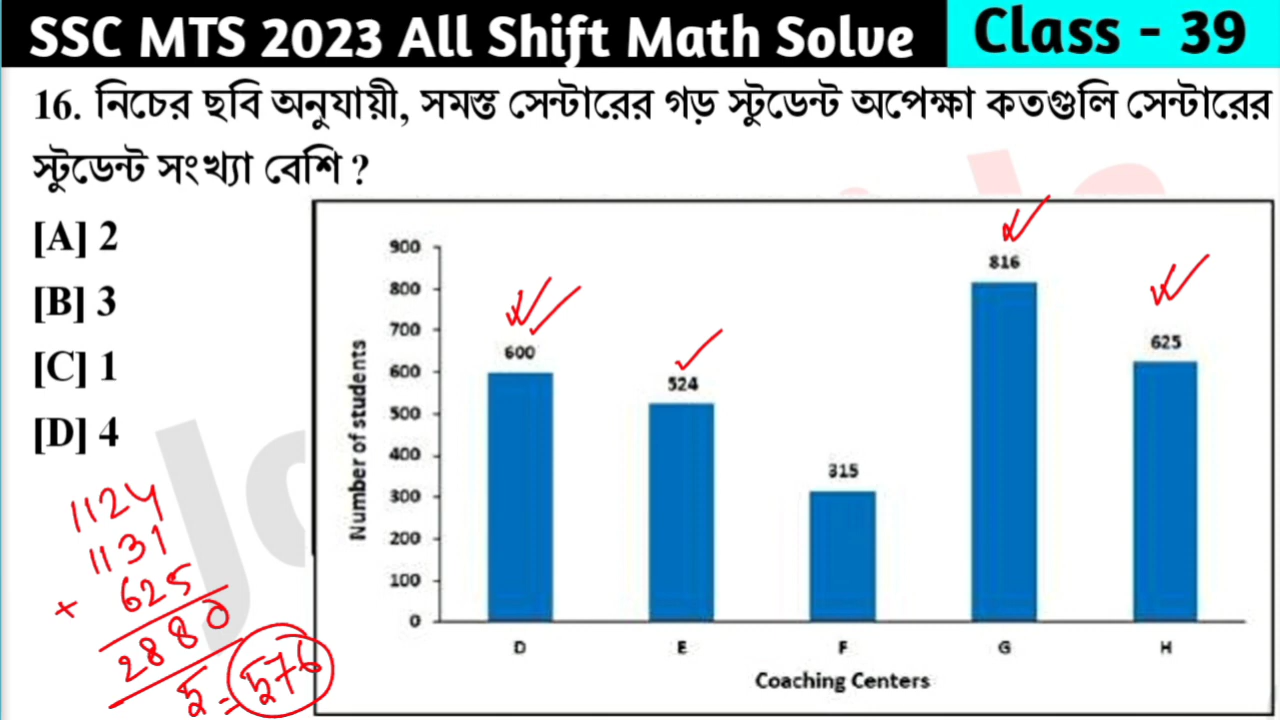 SSC MTS 2023 All Shift Math Solve
Class - 39
16. নিচের ছবি অনুযায়ী, সমস্ত সেন্টারের গড় স্টুডেন্ট অপেক্ষা কতগুলি সেন্টারের
স্টুডেন্ট সংখ্যা বেশি ?
[A] 2
[B] 3
[C] 1
[D] 4
1124
1131
+ 625
2880
5 = 576
Number of students
900
800
700
600
500
400
300
200
100
0
600
524
315
816
625
D E F G H
Coaching Centers